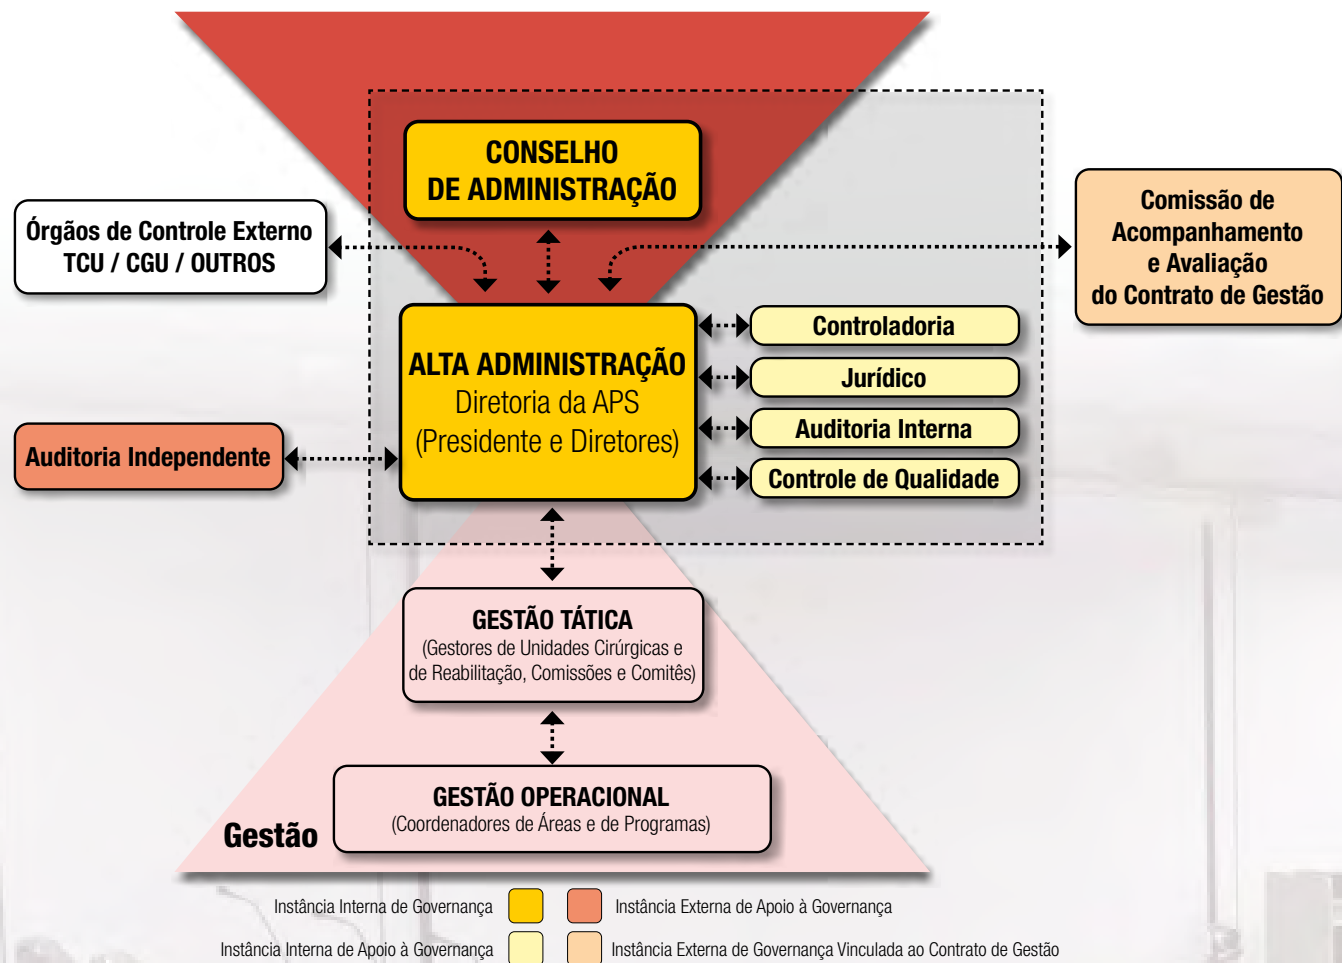 CONSELHO
DE ADMINISTRAÇÃO
Órgãos de Controle Externo
TCU / CGU / OUTROS
Comissão de
Acompanhamento
e Avaliação
do Contrato de Gestão
ALTA ADMINISTRAÇÃO
Diretoria da APS
(Presidente e Diretores)
Controladoria
Jurídico
Auditoria Interna
Controle de Qualidade
Auditoria Independente
GESTÃO TÁTICA
(Gestores de Unidades Cirúrgicas e
de Reabilitação, Comissões e Comitês)
GESTÃO OPERACIONAL
(Coordenadores de Áreas e de Programas)
Gestão
Instância Interna de Governança
Instância Externa de Apoio à Governança
Instância Interna de Apoio à Governança
Instância Externa de Governança Vinculada ao Contrato de Gestão